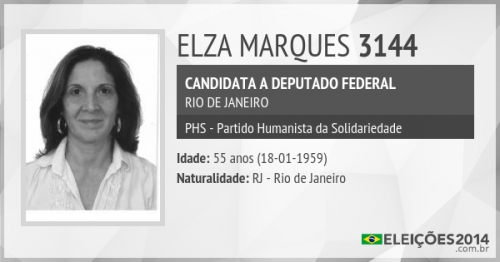 ELZA MARQUES 3144
CANDIDATA A DEPUTADO FEDERAL
RIO DE JANEIRO
PHS - Partido Humanista da Solidariedade
Idade: 55 anos (18-01-1959)
Naturalidade: RJ - Rio de Janeiro
ELEIÇÕES2014
.com.br